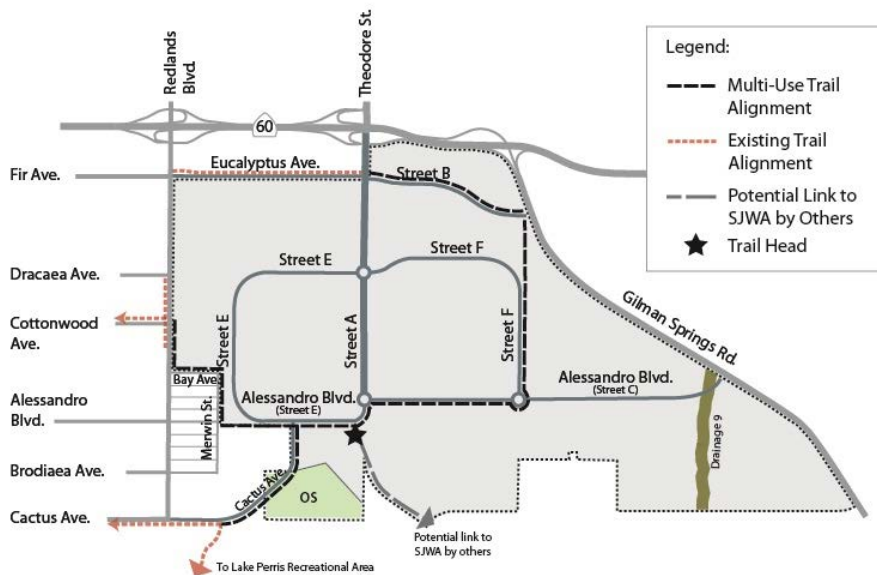 Redlands
Blvd.
Theodore St.
60
Legend:
Multi-Use Trail
Alignment
Existing Trail
Alignment
Potential Link to
SJWA by Others
Trail Head
Fir Ave.
Eucalyptus Ave.
Street B
Dracaea Ave.
Street E
Street F
Cottonwood
Ave.
Street E
Street A
Street F
Gilman Springs Rd.
Bay Ave.
Alessandro
Blvd.
Merwin St.
Alessandro Blvd.
(Street E)
Alessandro Blvd.
(Street C)
Drainage 9
Brodiaea Ave.
Cactus Ave.
OS
Cactus Ave.
Potential link to
SJWA by others
To Lake Perris Recreational Area